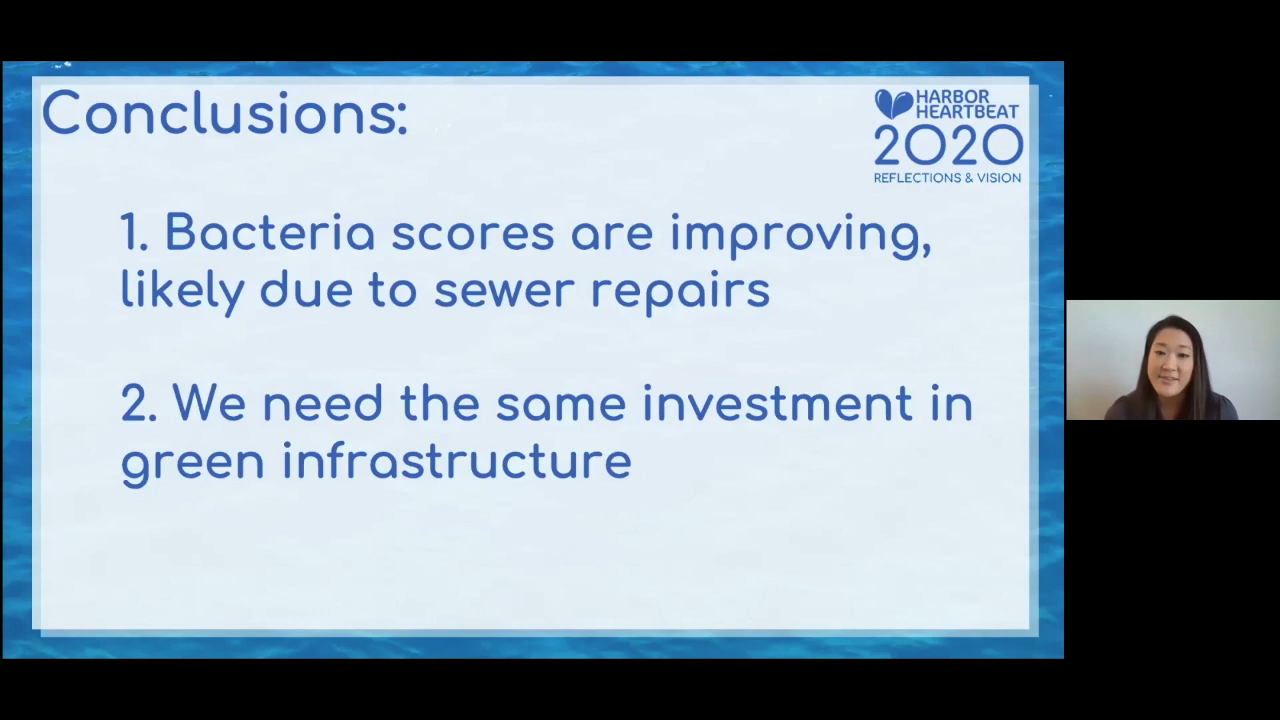 Conclusions:
HARBOR
HEARTBEAT
2020
REFLECTIONS & VISION
1. Bacteria scores are improving,
likely due to sewer repairs
2. We need the same investment in
green infrastructure